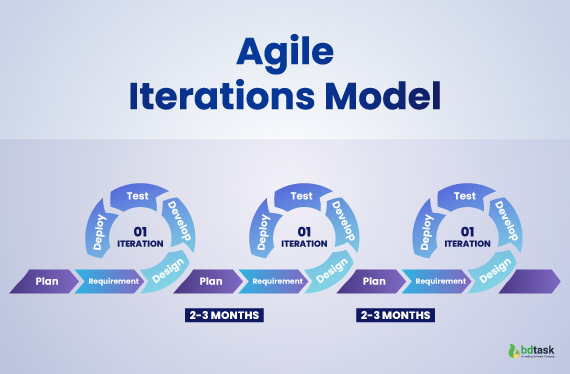 Agile
Iterations Model
Test
Develop
Deploy
01
ITERATION
Design
Plan
Requirement
Test
Develop
Deploy
01
ITERATION
Design
Plan
Requirement
Test
Develop
Deploy
01
ITERATION
Design
Plan
Requirement
2-3 MONTHS
2-3 MONTHS
bdtask